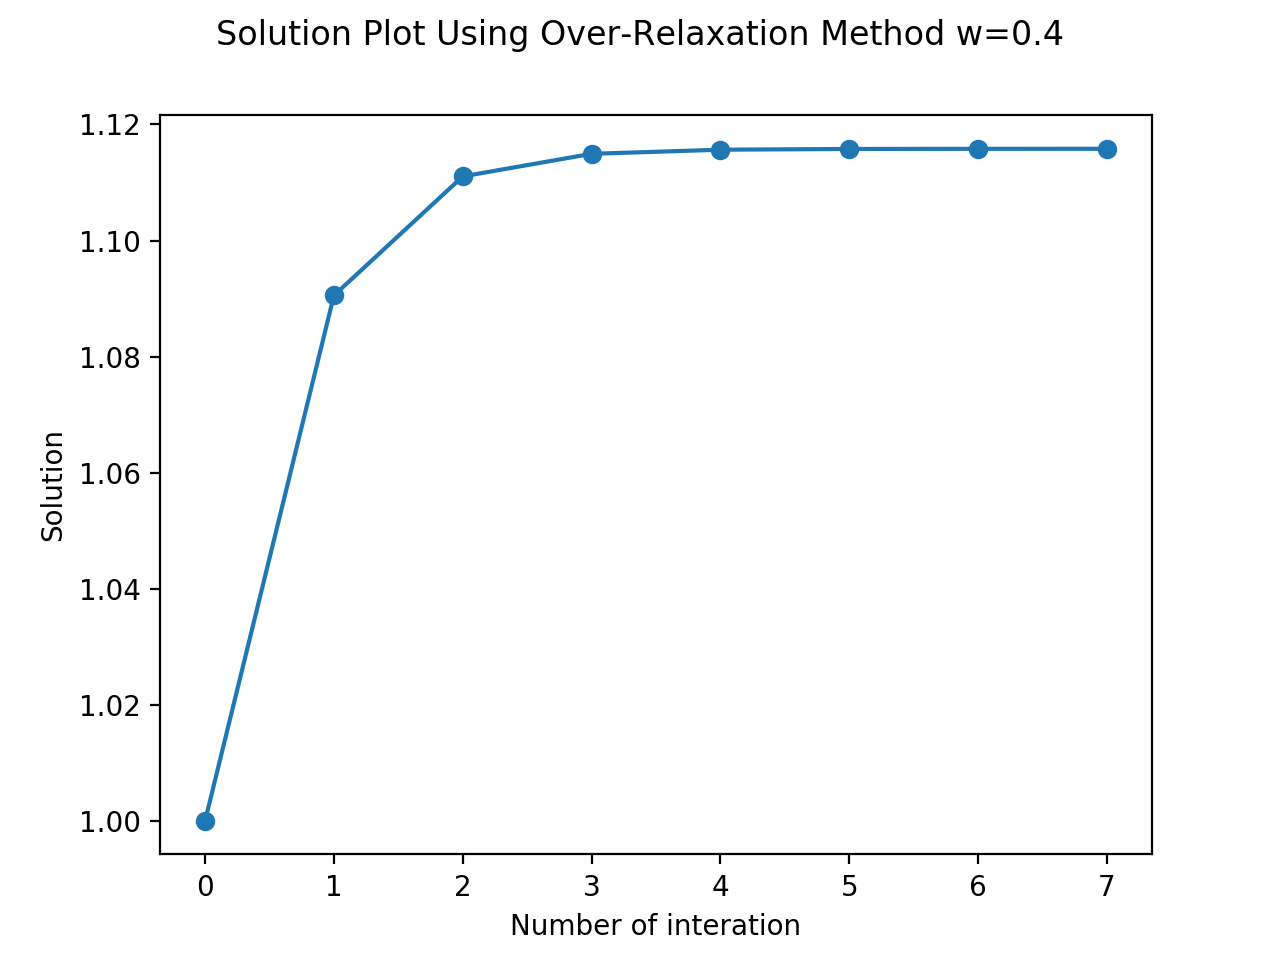 Solution Plot Using Over-Relaxation Method w=0.4
1.12
1.10
1.08
1.06
1.04
1.02
1.00
Solution
0 1 2 3 4 5 6 7
Number of interation